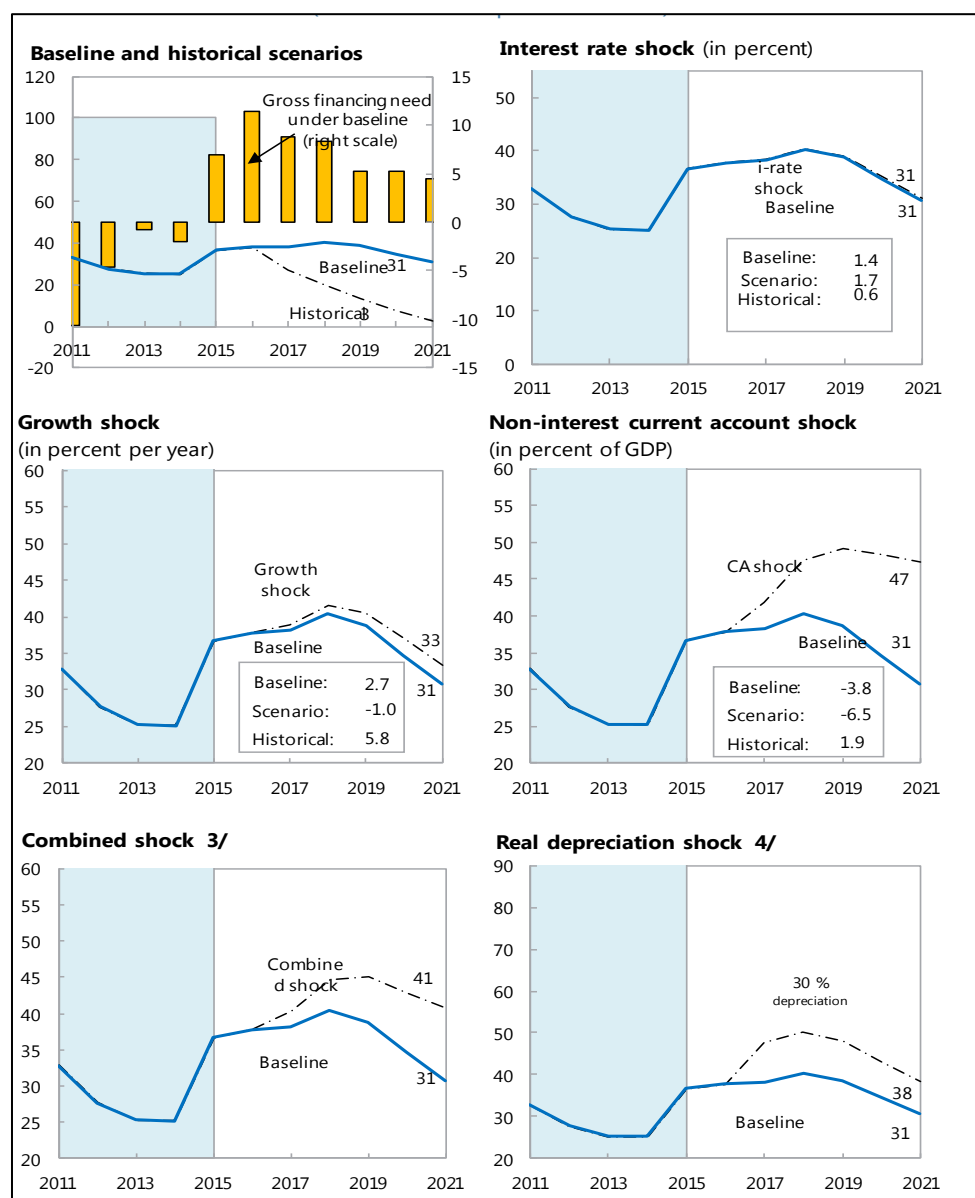 Baseline and historical scenarios
120
100
80
60
40
20
0
-20
15
10
5
0
-5
-10
-15
Gross financing need
under baseline
(right scale)
Baseline
31
Historical
3
2011 2013 2015 2017 2019 2021
Interest rate shock (in percent)
50
40
30
20
10
0
i-rate
shock
Baseline
31
31
Baseline: 1.4
Scenario: 1.7
Historical: 0.6
2011 2013 2015 2017 2019 2021
Growth shock
(in percent per year)
60
55
50
45
40
35
30
25
20
Growth
shock
33
Baseline
31
Baseline: 2.7
Scenario: -1.0
Historical: 5.8
2011 2013 2015 2017 2019 2021
Non-interest current account shock
(in percent of GDP)
60
50
40
30
20
CA shock
47
Baseline
31
Baseline: -3.8
Scenario: -6.5
Historical: 1.9
2011 2013 2015 2017 2019 2021
Combined shock 3/
60
55
50
45
40
35
30
25
20
Combine
d shock
41
Baseline
31
2011 2013 2015 2017 2019 2021
Real depreciation shock 4/
90
80
70
60
50
40
30
20
30 %
depreciation
38
Baseline
31
2011 2013 2015 2017 2019 2021